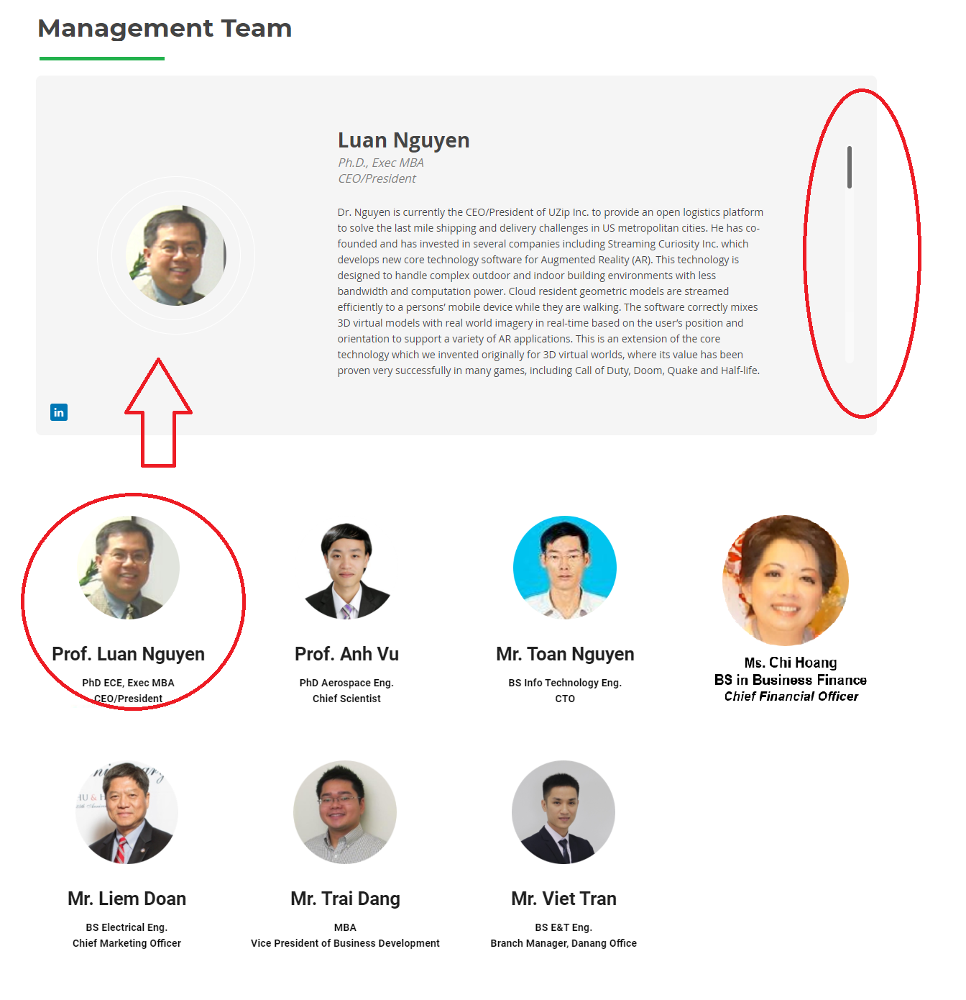 Management Team
Luan Nguyen
Ph.D., Exec MBA
CEO/President
Dr. Nguyen is currently the CEO/President of UZip Inc. to provide an open logistics platform
to solve the last mile shipping and delivery challenges in US metropolitan cities. He has co-
founded and has invested in several companies including Streaming Curiosity Inc. which
develops new core technology software for Augmented Reality (AR). This technology is
designed to handle complex outdoor and indoor building environments with less
bandwidth and computation power. Cloud resident geometric models are streamed
efficiently to a persons’ mobile device while they are walking. The software correctly mixes
3D virtual models with real world imagery in real-time based on the user’s position and
orientation to support a variety of AR applications. This is an extension of the core
technology which we invented originally for 3D virtual worlds, where its value has been
proven very successfully in many games, including Call of Duty, Doom, Quake and Half-life.
in
Prof. Luan Nguyen
PhD ECE, Exec MBA
CEO/President
Prof. Anh Vu
PhD Aerospace Eng.
Chief Scientist
Mr. Toan Nguyen
BS Info Technology Eng.
CTO
Ms. Chi Hoang
BS in Business Finance
Chief Financial Officer
Mr. Liem Doan
BS Electrical Eng.
Chief Marketing Officer
Mr. Trai Dang
MBA
Vice President of Business Development
Mr. Viet Tran
BS E&T Eng.
Branch Manager, Danang Office